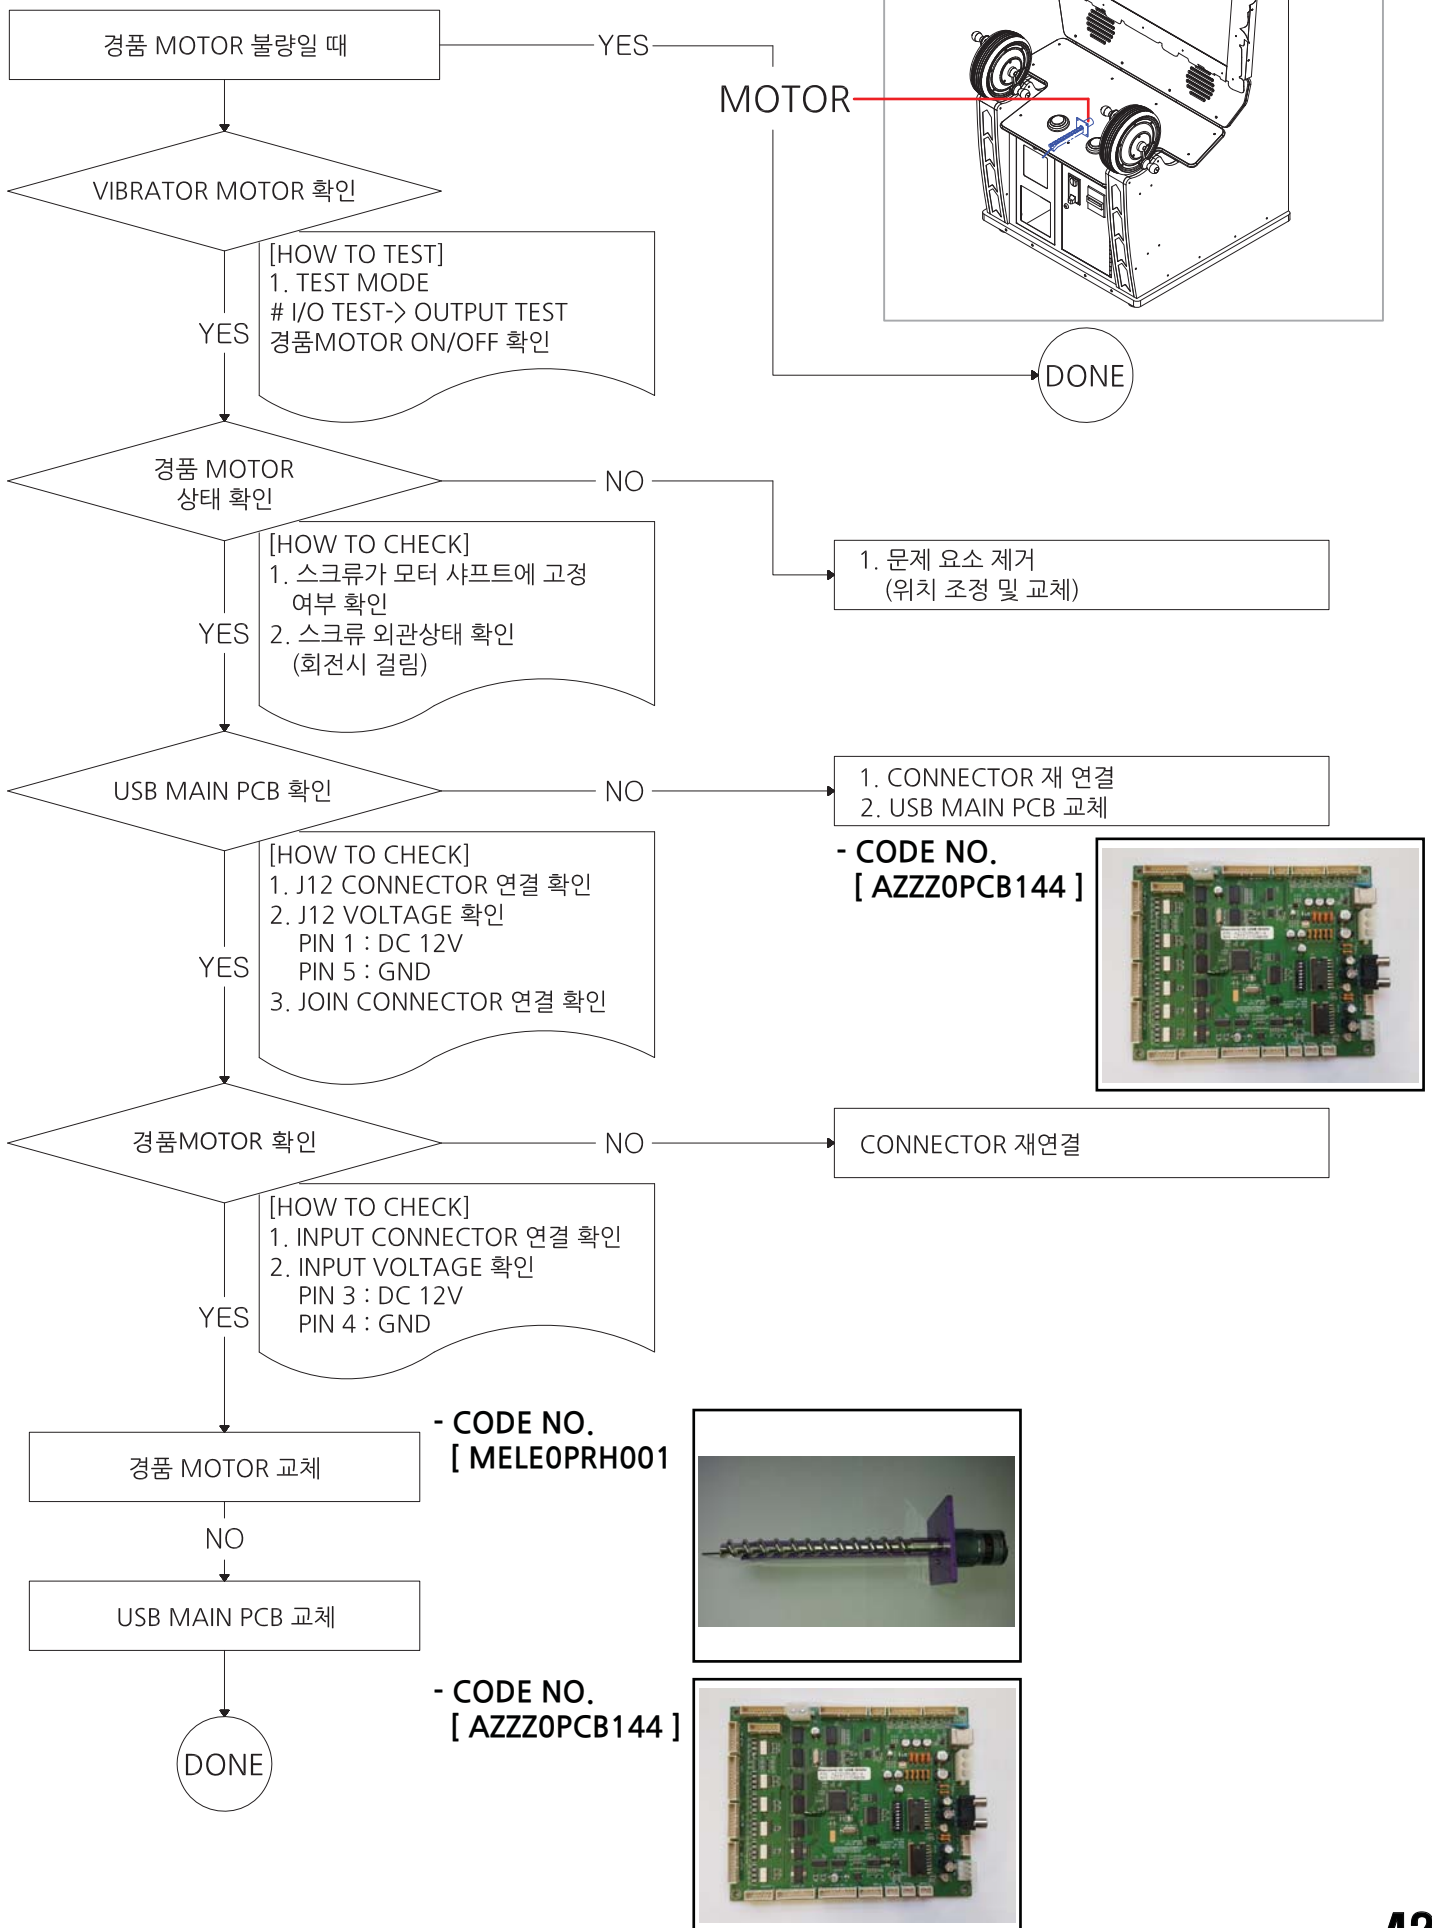 경품 MOTOR 불량일 때
YES
MOTOR
VIBRATOR MOTOR 확인
[HOW TO TEST]
1. TEST MODE
# I/O TEST-> OUTPUT TEST
경품MOTOR ON/OFF 확인
YES
DONE
경품 MOTOR
상태 확인
NO
[HOW TO CHECK]
1. 스크류가 모터 샤프트에 고정
여부 확인
2. 스크류 외관상태 확인
(회전시 걸림)
YES
1. 문제 요소 제거
(위치 조정 및 교체)
USB MAIN PCB 확인
NO
1. CONNECTOR 재 연결
2. USB MAIN PCB 교체
- CODE NO.
[ AZZZ0PCB144 ]
[HOW TO CHECK]
1. J12 CONNECTOR 연결 확인
2. J12 VOLTAGE 확인
PIN 1 : DC 12V
PIN 5 : GND
3. JOIN CONNECTOR 연결 확인
YES
경품MOTOR 확인
NO
CONNECTOR 재연결
[HOW TO CHECK]
1. INPUT CONNECTOR 연결 확인
2. INPUT VOLTAGE 확인
PIN 3 : DC 12V
PIN 4 : GND
YES
경품 MOTOR 교체
- CODE NO.
[ MELE0PRH001
NO
USB MAIN PCB 교체
- CODE NO.
[ AZZZ0PCB144 ]
DONE